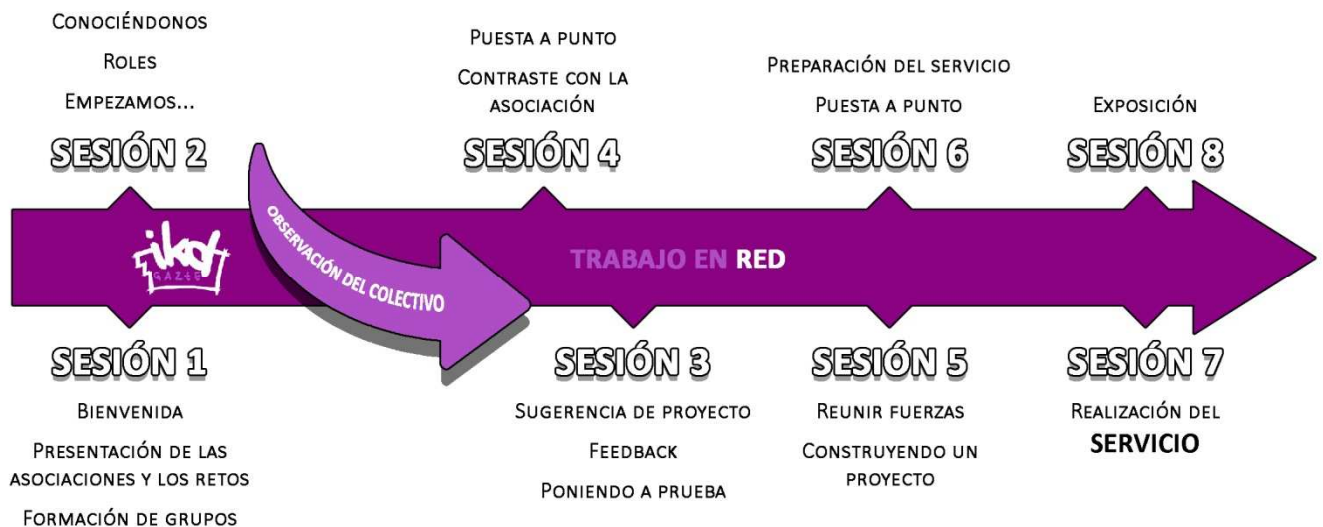 CONOCIÉNDONOS
ROLES
EMPEZAMOS...
SESIÓN 2
PUESTA A PUNTO
CONTRASTE CON LA
ASOCIACIÓN
SESIÓN 4
PREPARACIÓN DEL SERVICIO
PUESTA A PUNTO
SESIÓN 6
EXPOSICIÓN
SESIÓN 8
ikd
GAZTE
OBSERVACIÓN DEL COLECTIVO
TRABAJO EN RED
SESIÓN 1
BIENVENIDA
PRESENTACIÓN DE LAS
ASOCIACIONES Y LOS RETOS
FORMACIÓN DE GRUPOS
SESIÓN 3
SUGERENCIA DE PROYECTO
FEEDBACK
PONIENDO A PRUEBA
SESIÓN 5
REUNIR FUERZAS
CONSTRUYENDO UN
PROYECTO
SESIÓN 7
REALIZACIÓN DEL
SERVICIO